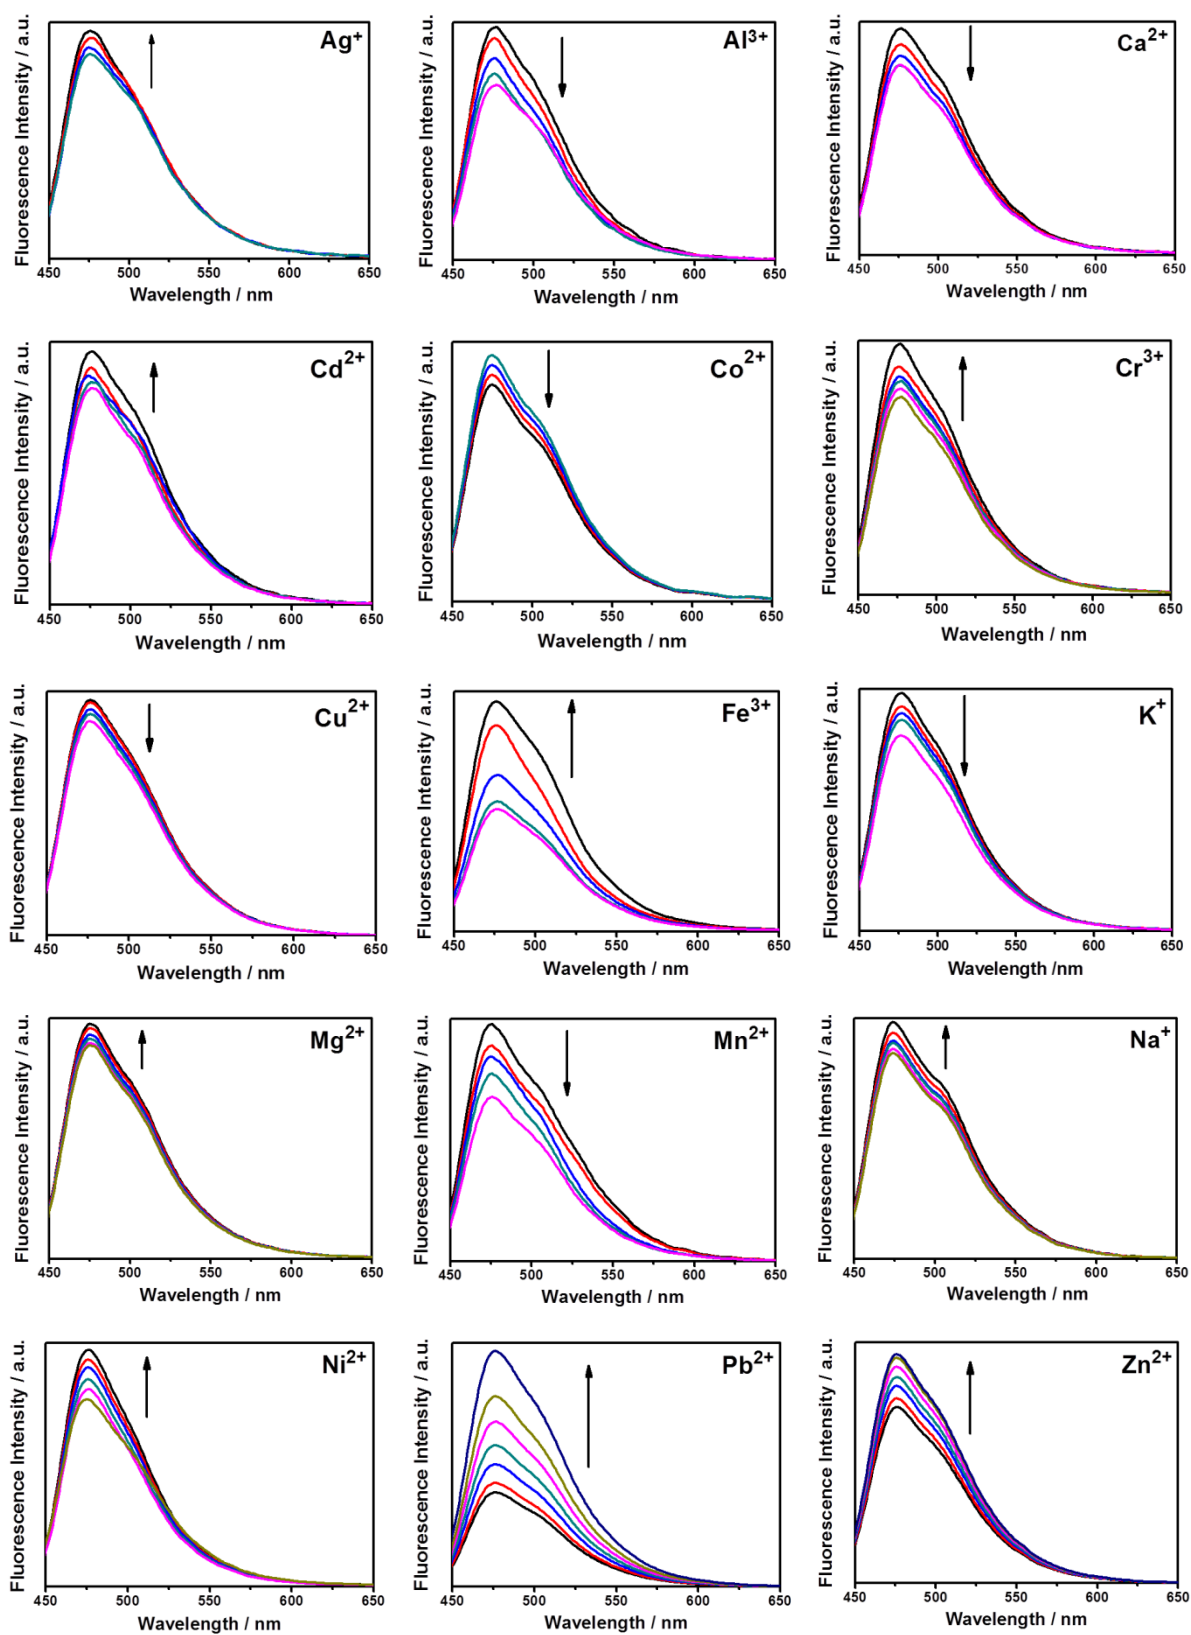 Fluorescence Intensity / a.u.
Ag⁺
450 500 550 600 650
Wavelength / nm
Fluorescence Intensity / a.u.
Al³⁺
450 500 550 600 650
Wavelength / nm
Fluorescence Intensity / a.u.
Ca²⁺
450 500 550 600 650
Wavelength / nm
Fluorescence Intensity / a.u.
Cd²⁺
450 500 550 600 650
Wavelength / nm
Fluorescence Intensity / a.u.
Co²⁺
450 500 550 600 650
Wavelength / nm
Fluorescence Intensity / a.u.
Cr³⁺
450 500 550 600 650
Wavelength / nm
Fluorescence Intensity / a.u.
Cu²⁺
450 500 550 600 650
Wavelength / nm
Fluorescence Intensity / a.u.
Fe³⁺
450 500 550 600 650
Wavelength / nm
Fluorescence Intensity / a.u.
K⁺
450 500 550 600 650
Wavelength /nm
Fluorescence Intensity / a.u.
Mg²⁺
450 500 550 600 650
Wavelength / nm
Fluorescence Intensity / a.u.
Mn²⁺
450 500 550 600 650
Wavelength / nm
Fluorescence Intensity / a.u.
Na⁺
450 500 550 600 650
Wavelength / nm
Fluorescence Intensity / a.u.
Ni²⁺
450 500 550 600 650
Wavelength / nm
Fluorescence Intensity / a.u.
Pb²⁺
450 500 550 600 650
Wavelength / nm
Fluorescence Intensity / a.u.
Zn²⁺
450 500 550 600 650
Wavelength / nm